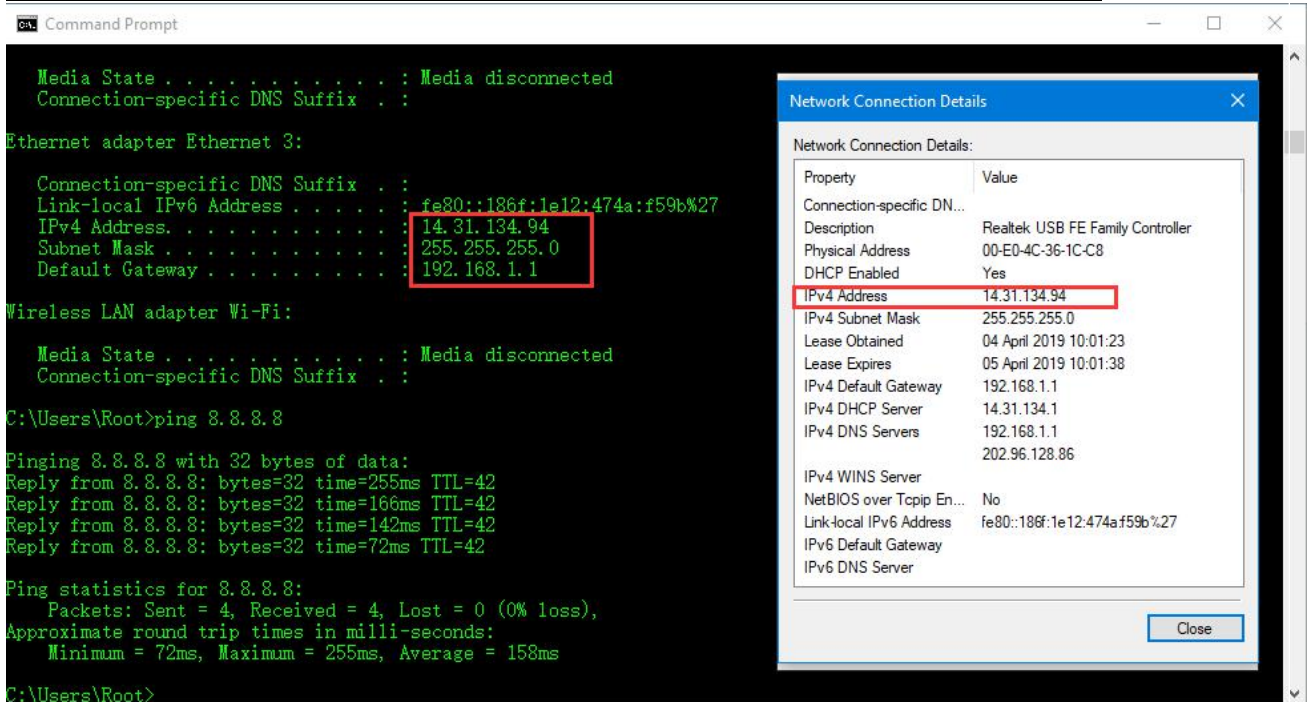 Command Prompt
Media State . . . . . . . . . . . : Media disconnected
Connection-specific DNS Suffix  . :
Ethernet adapter Ethernet 3:
Connection-specific DNS Suffix  . :
Link-local IPv6 Address . . . . . : fe80::186f:1e12:474a:f59b%27
IPv4 Address. . . . . . . . . . . : 14.31.134.94
Subnet Mask . . . . . . . . . . . : 255.255.255.0
Default Gateway . . . . . . . . . : 192.168.1.1
Wireless LAN adapter Wi-Fi:
Media State . . . . . . . . . . . : Media disconnected
Connection-specific DNS Suffix  . :
C:\Users\Root>ping 8.8.8.8
Pinging 8.8.8.8 with 32 bytes of data:
Reply from 8.8.8.8: bytes=32 time=255ms TTL=42
Reply from 8.8.8.8: bytes=32 time=166ms TTL=42
Reply from 8.8.8.8: bytes=32 time=142ms TTL=42
Reply from 8.8.8.8: bytes=32 time=72ms TTL=42
Ping statistics for 8.8.8.8:
Packets: Sent = 4, Received = 4, Lost = 0 (0% loss),
Approximate round trip times in milli-seconds:
Minimum = 72ms, Maximum = 255ms, Average = 158ms
C:\Users\Root>
Network Connection Details
Network Connection Details:
Property Value
Connection-specific DN...
Description Realtek USB FE Family Controller
Physical Address 00-E0-4C-36-1C-C8
DHCP Enabled Yes
IPv4 Address 14.31.134.94
IPv4 Subnet Mask 255.255.255.0
Lease Obtained 04 April 2019 10:01:23
Lease Expires 05 April 2019 10:01:38
IPv4 Default Gateway 192.168.1.1
IPv4 DHCP Server 14.31.134.1
IPv4 DNS Servers 192.168.1.1
202.96.128.86
IPv4 WINS Server
NetBIOS over Tcpip En... No
Link-local IPv6 Address fe80::186f:1e12:474a:f59b%27
IPv6 Default Gateway
IPv6 DNS Server
Close